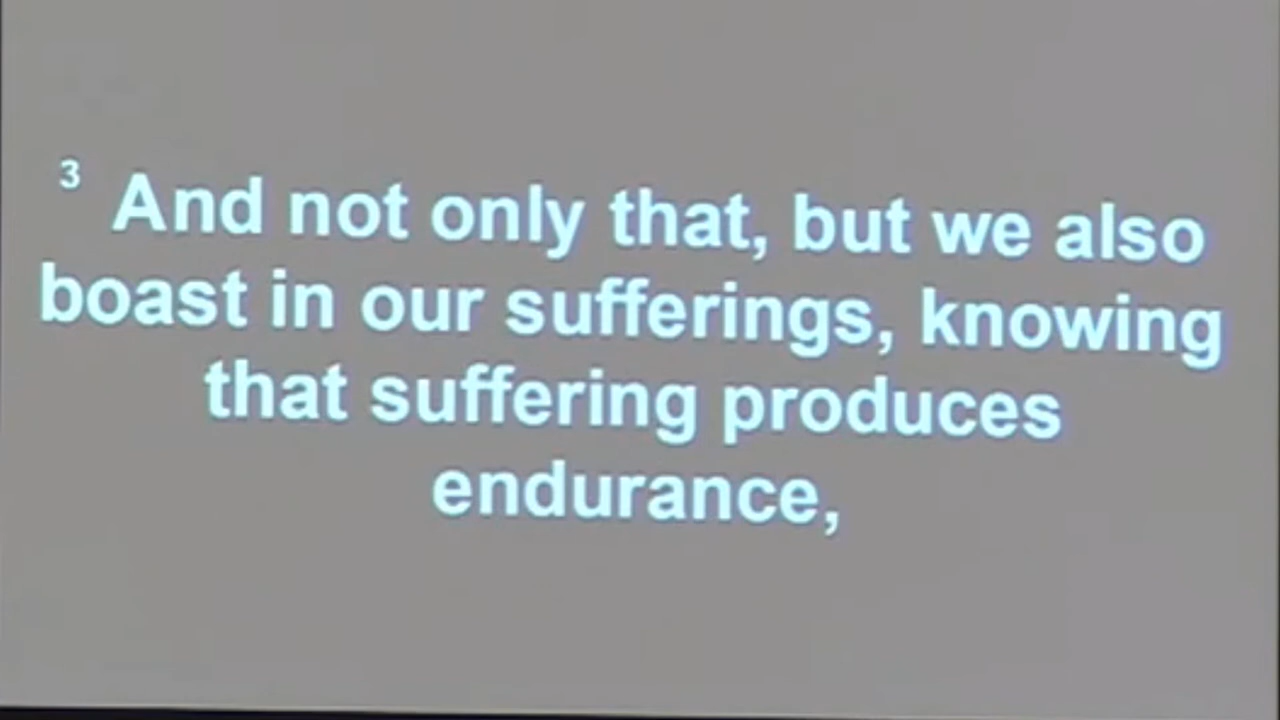 3 And not only that, but we also
boast in our sufferings, knowing
that suffering produces
endurance,